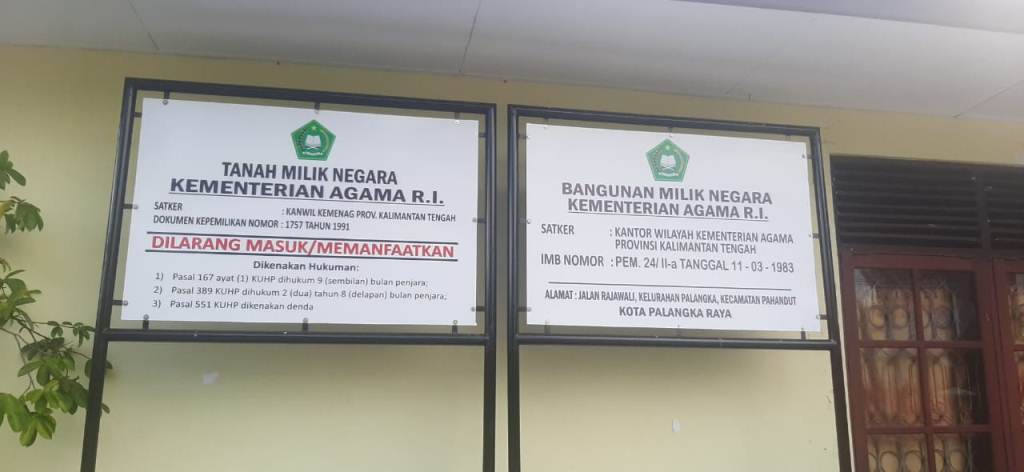 TANAH MILIK NEGARA
KEMENTERIAN AGAMA R.I.
SATKER : KANWIL KEMENAG PROV. KALIMANTAN TENGAH
DOKUMEN KEPEMILIKAN NOMOR : 1757 TAHUN 1991
DILARANG MASUK/MEMANFAATKAN
Dikenakan Hukuman:
1) Pasal 167 ayat (1) KUHP dihukum 9 (sembilan) bulan penjara;
2) Pasal 389 KUHP dihukum 2 (dua) tahun 8 (delapan) bulan penjara;
3) Pasal 551 KUHP dikenakan denda
BANGUNAN MILIK NEGARA
KEMENTERIAN AGAMA R.I.
SATKER : KANTOR WILAYAH KEMENTERIAN AGAMA
PROVINSI KALIMANTAN TENGAH
IMB NOMOR : PEM. 24/ II-a TANGGAL 11 - 03 - 1983
ALAMAT : JALAN RAJAWALI, KELURAHAN PALANGKA, KECAMATAN PAHANDUT
KOTA PALANGKA RAYA